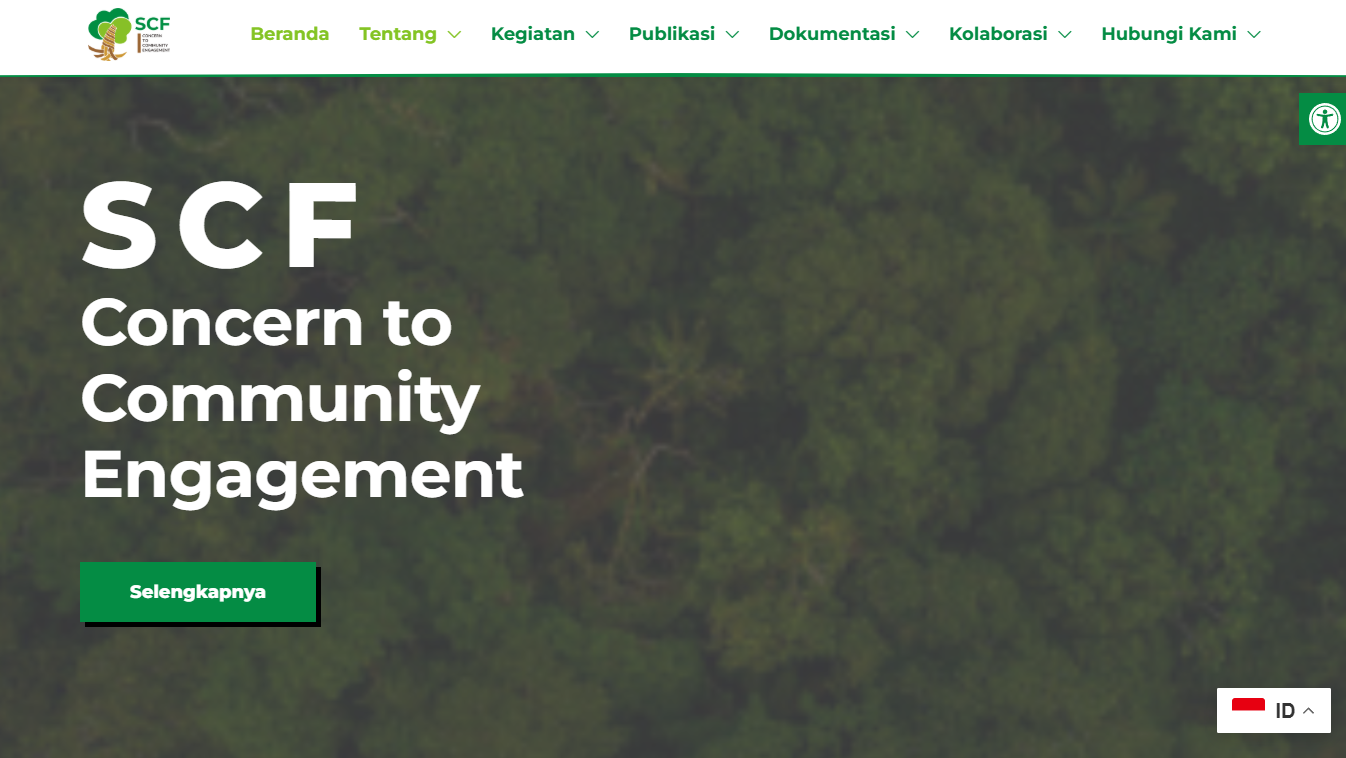 SCF
CONCERN
TO
COMMUNITY
ENGAGEMENT
Beranda
Tentang
Kegiatan
Publikasi
Dokumentasi
Kolaborasi
Hubungi Kami
SCF
Concern to
Community
Engagement
Selengkapnya
ID